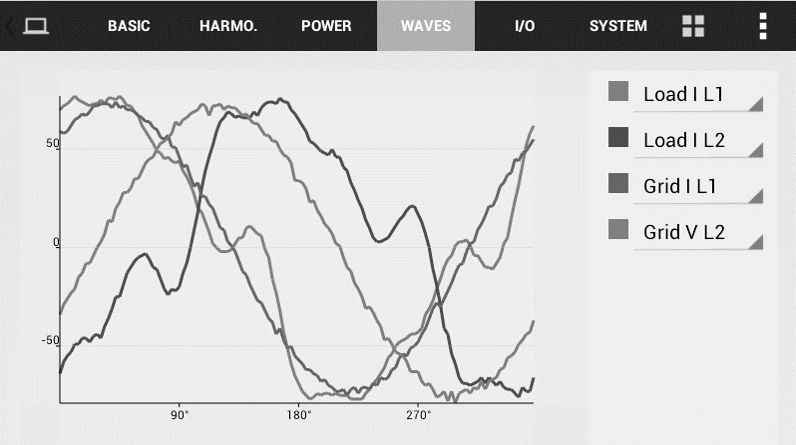 BASIC HARMO. POWER WAVES I/O SYSTEM
Load I L1
Load I L2
Grid I L1
Grid V L2
50
0
-50
90° 180° 270°